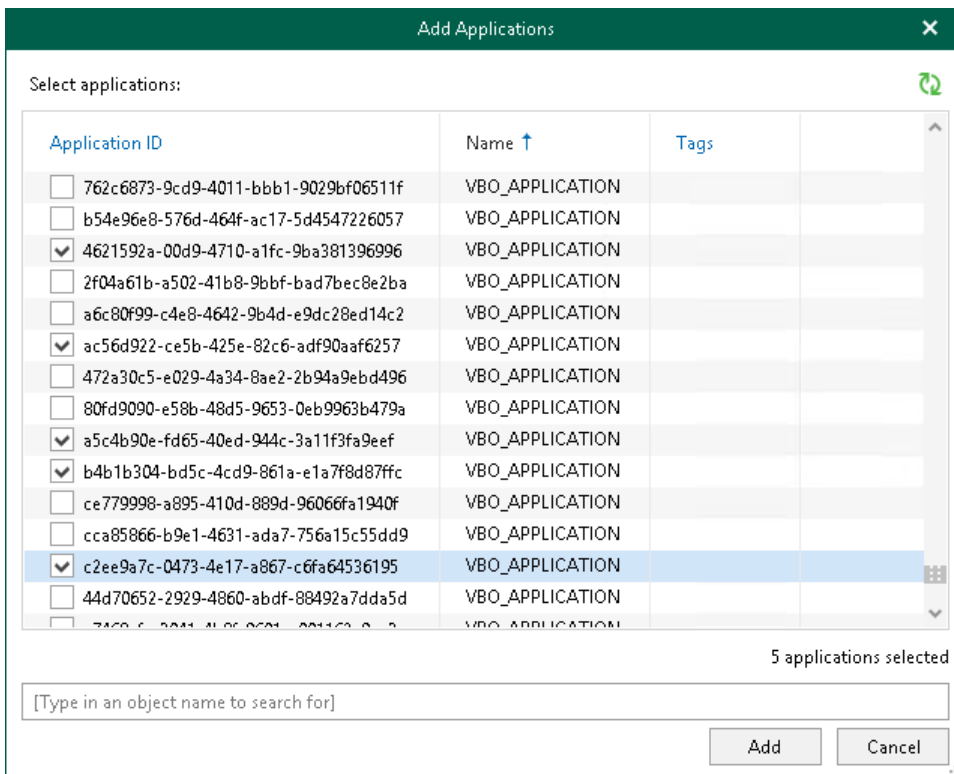 Add Applications
Select applications:
Application ID Name Tags
762c6873-9cd9-4011-bbb1-9029bf06511f VBO_APPLICATION
b54e96e8-576d-464f-ac17-5d4547226057 VBO_APPLICATION
4621592a-00d9-4710-a1fc-9ba381396996 VBO_APPLICATION
2f04a61b-a502-41b8-9bbf-bad7bec8e2ba VBO_APPLICATION
a6c80f99-c4e8-4642-9b4d-e9dc28ed14c2 VBO_APPLICATION
ac56d922-ce5b-425e-82c6-adf90aaf6257 VBO_APPLICATION
472a30c5-e029-4a34-8ae2-2b94a9ebd496 VBO_APPLICATION
80fd9090-e58b-48d5-9653-0eb9963b479a VBO_APPLICATION
a5c4b90e-fd65-40ed-944c-3a11f3fa9eef VBO_APPLICATION
b4b1b304-bd5c-4cd9-861a-e1a7f8d87ffc VBO_APPLICATION
ce779998-a895-410d-889d-96066fa1940f VBO_APPLICATION
cca85866-b9e1-4631-ada7-756a15c55dd9 VBO_APPLICATION
c2ee9a7c-0473-4e17-a867-c6fa64536195 VBO_APPLICATION
44d70652-2929-4860-abdf-88492a7dda5d VBO_APPLICATION
VBO_APPLICATION
5 applications selected
[Type in an object name to search for]
Add Cancel